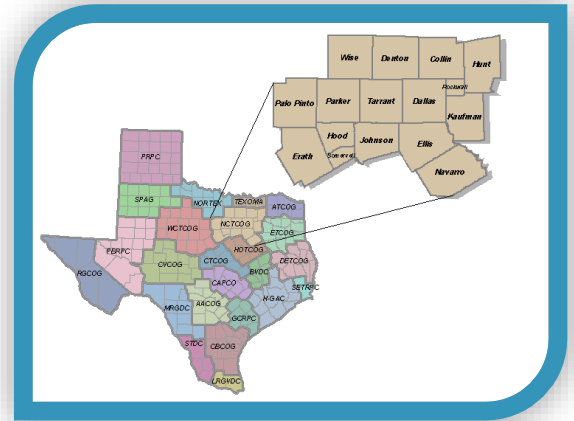 Wise
Denton
Collin
Hunt
Rockwall
Palo Pinto
Parker
Tarrant
Dallas
Kaufman
Hood
Johnson
Ellis
Erath
Somervell
Navarro
PRPC
SPAG
NORTEX
TEXOMA
ATCOG
WCTCOG
NCTCOG
ETCOG
PBRPC
HOTCOG
CVCOG
CTCOG
BVDC
DETCOG
RGCOG
CAPCO
SETRPC
MRGDC
AACOG
H-GAC
GCRPC
STDC
CBCOG
LRGVDC